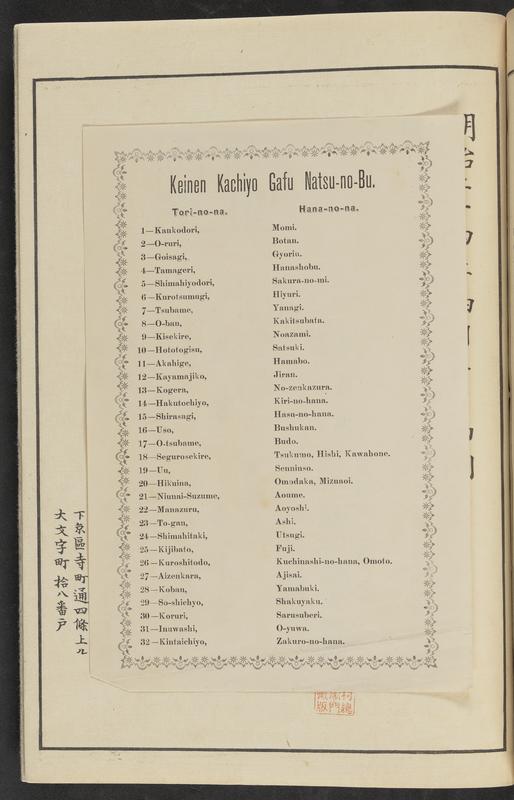 Keinen Kachiyo Gafu Natsu-no-Bu.
Tori-no-na. Hana-no-na.
1—Kankodori, Momi.
2—O-ruri, Botan.
3—Goisagi, Gyoriu.
4—Tamageri, Hanashobu.
5—Shimahiyodori, Sakura-no-mi.
6—Kurotsumugi, Hiyuri.
7—Tsubame, Yanagi.
8—O-ban, Kakitsubata.
9—Kisekire, Noazami.
10—Hototogisu, Satsuki.
11—Akahige, Hamabo.
12—Kayamajiko, Jiran.
13—Kogera, No-zenkazura.
14—Hakutochiyo, Kiri-no-hana.
15—Shirasagi, Hasu-no-hana.
16—Uso, Bushukan.
17—O-tsubame, Budo.
18—Segurosekire, Tsukumo, Hishi, Kawahone.
19—Uu, Senninso.
20—Hikuina, Omodaka, Mizuaoi.
21—Niunai-Suzume, Aoume.
22—Manazuru, Aoyoshi.
23—To-gan, Ashi.
24—Shimahitaki, Utsugi.
25—Kijibato, Fuji.
26—Kuroshitodo, Kuchinashi-no-hana, Omoto.
27—Aizenkara, Ajisai.
28—Koban, Yamabuki.
29—So-shichyo, Shakuyaku.
30—Koruri, Sarusuberi.
31—Inuwashi, O-yuwa.
32—Kintaichiyo, Zakuro-no-hana.
下京區寺町通四條上ル
大文字町拾八番戸